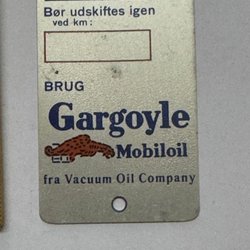 Bør udskiftes igen
ved km:
BRUG
Gargoyle
Mobiloil
fra Vacuum Oil Company